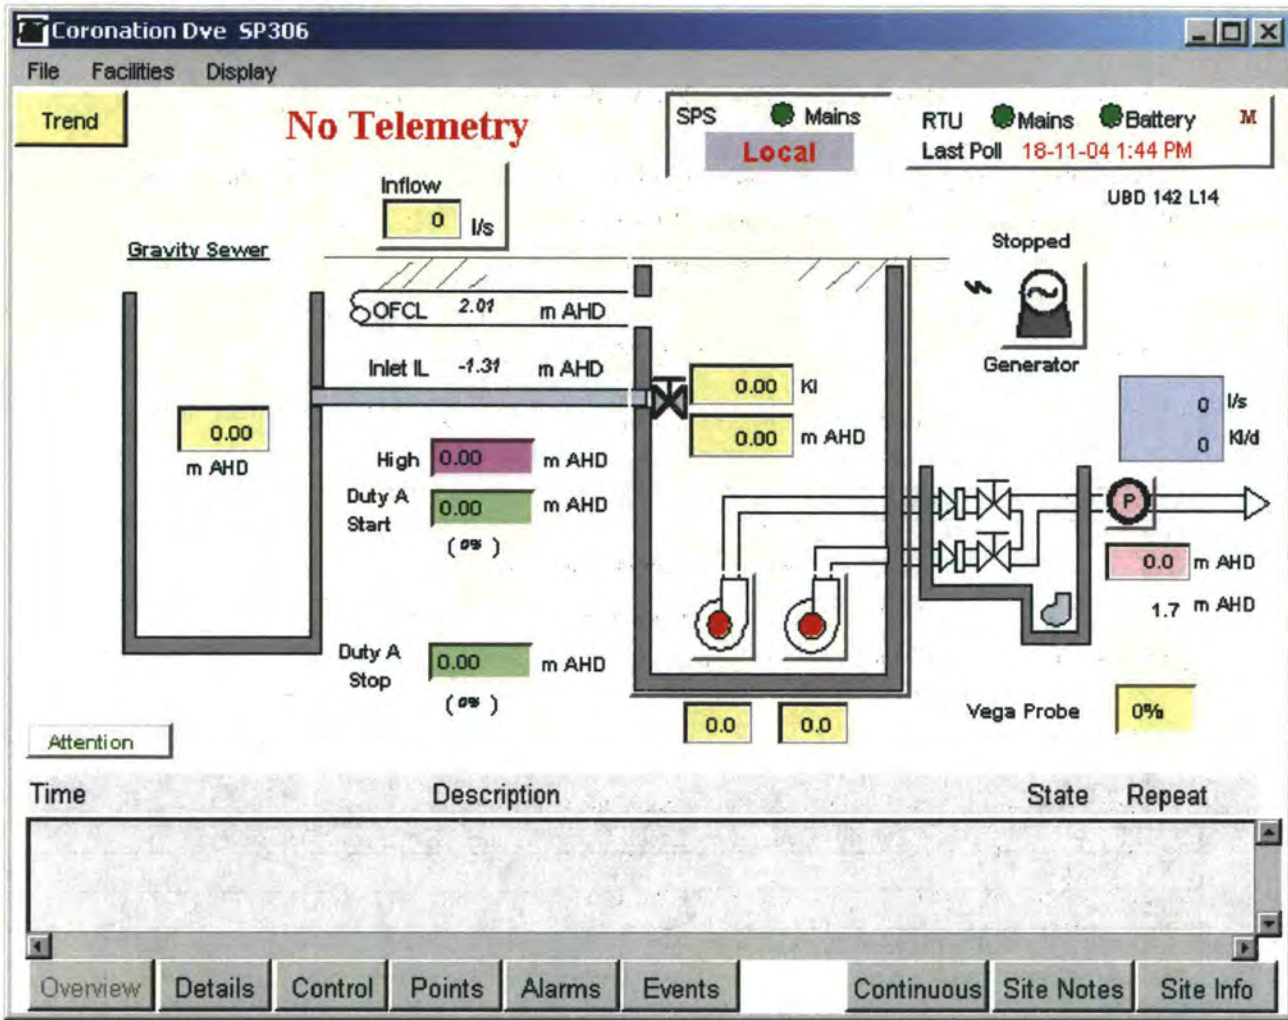 Coronation Dve SP306
File Facilities Display
Trend
No Telemetry
SPS Mains
Local
RTU Mains Battery M
Last Poll 18-11-04 1:44 PM
UBD 142 L14
Inflow
0 l/s
Gravity Sewer
Stopped
Generator
OFCL 2.01 m AHD
Inlet IL -1.31 m AHD
0.00 Kl
0.00 m AHD
0.00
m AHD
0 l/s
0 Kl/d
High 0.00 m AHD
Duty A
Start
0.00 m AHD
(0%)
P
0.0 m AHD
1.7 m AHD
Duty A
Stop
0.00 m AHD
(0%)
0.0 0.0
Vega Probe 0%
Attention
Time Description State Repeat
Overview Details Control Points Alarms Events Continuous Site Notes Site Info